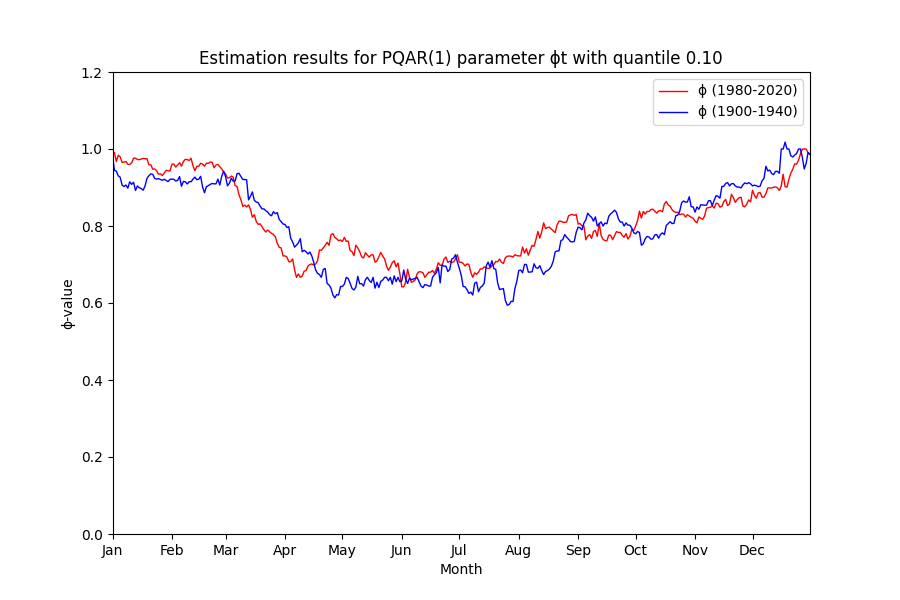 Estimation results for PQAR(1) parameter ϕt with quantile 0.10
ϕ (1980-2020)
ϕ (1900-1940)
1.2
1.0
0.8
0.6
0.4
0.2
0.0
ϕ-value
Jan Feb Mar Apr May Jun Jul Aug Sep Oct Nov Dec
Month